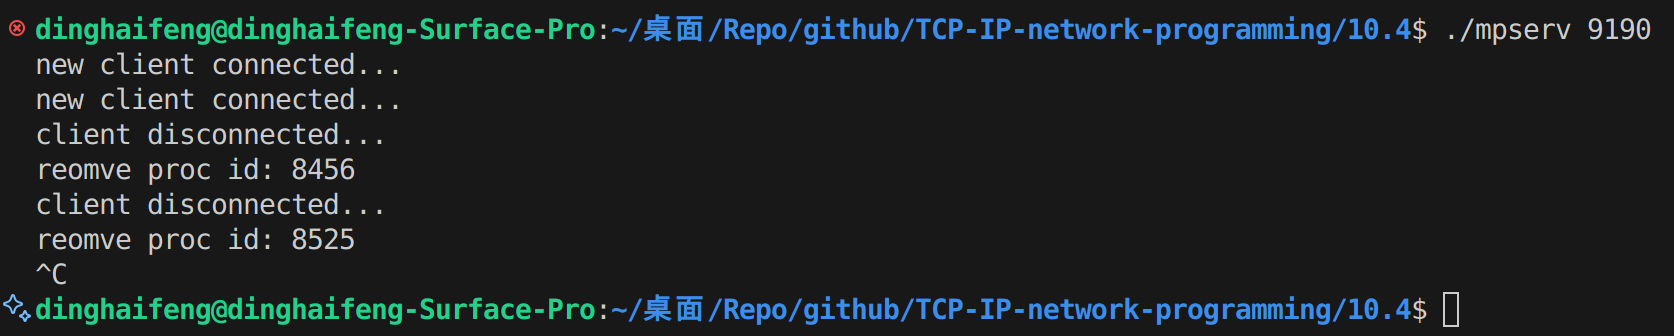 dinghaifeng@dinghaifeng-Surface-Pro:~/桌面/Repo/github/TCP-IP-network-programming/10.4$ ./mpserv 9190
new client connected...
new client connected...
client disconnected...
reomve proc id: 8456
client disconnected...
reomve proc id: 8525
^C
dinghaifeng@dinghaifeng-Surface-Pro:~/桌面/Repo/github/TCP-IP-network-programming/10.4$